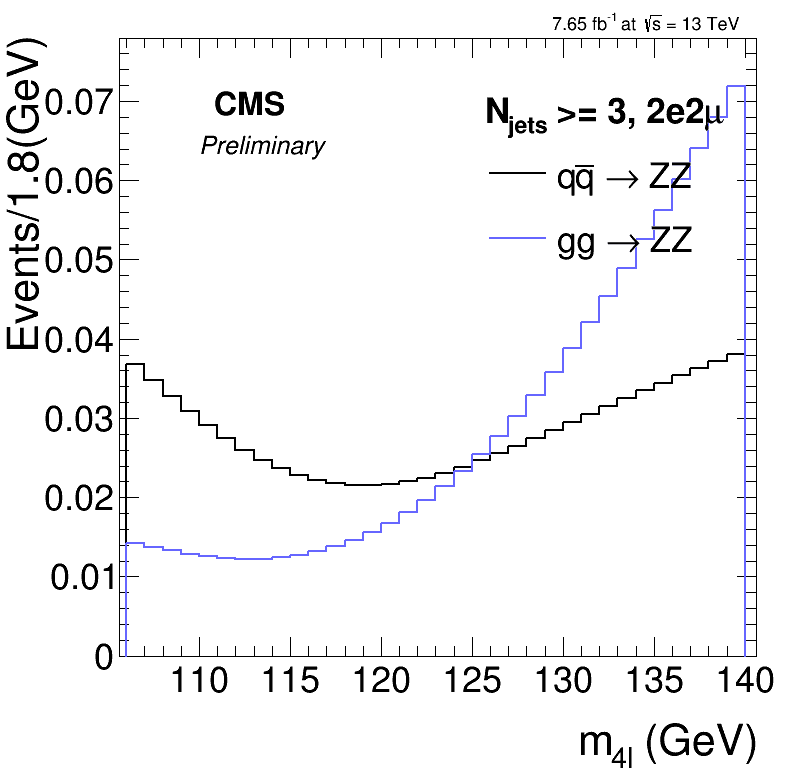 7.65 fb⁻¹ at √s = 13 TeV
CMS
Preliminary
N_jets >= 3, 2e2μ
qq̅ → ZZ
gg → ZZ
Events/1.8(GeV)
0.07
0.06
0.05
0.04
0.03
0.02
0.01
0
110 115 120 125 130 135 140
m_4l (GeV)